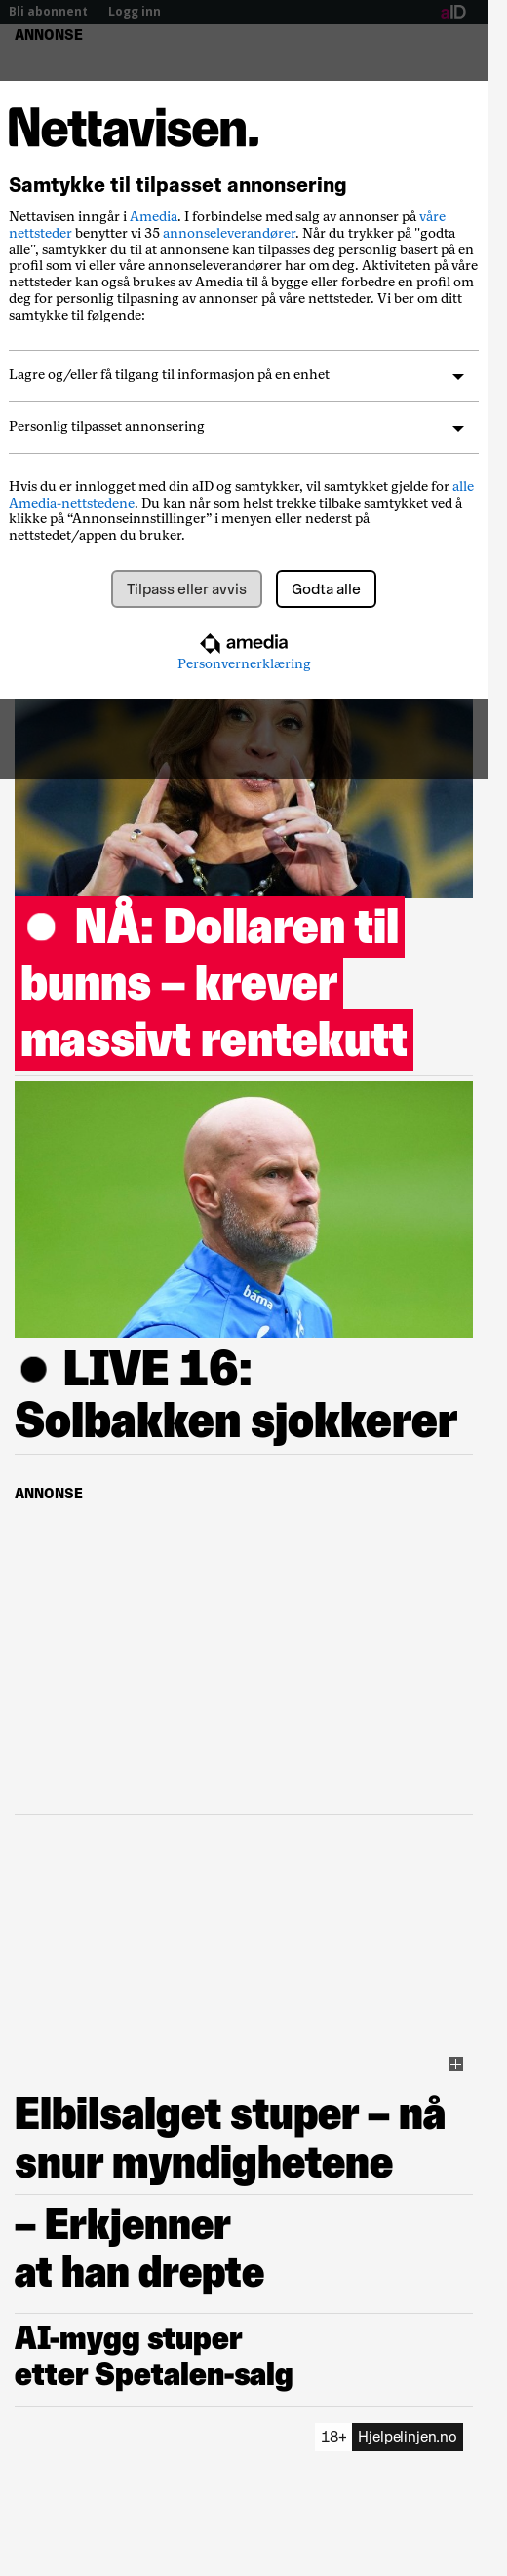 Bli abonnent | Logg inn aID
ANNONSE
Nettavisen.
Samtykke til tilpasset annonsering
Nettavisen inngår i Amedia. I forbindelse med salg av annonser på våre
nettsteder benytter vi 35 annonseleverandører. Når du trykker på "godta
alle", samtykker du til at annonsene kan tilpasses deg personlig basert på en
profil som vi eller våre annonseleverandører har om deg. Aktiviteten på våre
nettsteder kan også brukes av Amedia til å bygge eller forbedre en profil om
deg for personlig tilpasning av annonser på våre nettsteder. Vi ber om ditt
samtykke til følgende:
Lagre og/eller få tilgang til informasjon på en enhet
Personlig tilpasset annonsering
Hvis du er innlogget med din aID og samtykker, vil samtykket gjelde for alle
Amedia-nettstedene. Du kan når som helst trekke tilbake samtykket ved å
klikke på “Annonseinnstillinger” i menyen eller nederst på
nettstedet/appen du bruker.
Tilpass eller avvis Godta alle
amedia
Personvernerklæring
NÅ: Dollaren til
bunns – krever
massivt rentekutt
bama
LIVE 16:
Solbakken sjokkerer
ANNONSE
Elbilsalget stuper – nå
snur myndighetene
– Erkjenner
at han drepte
AI-mygg stuper
etter Spetalen-salg
18+ Hjelpelinjen.no